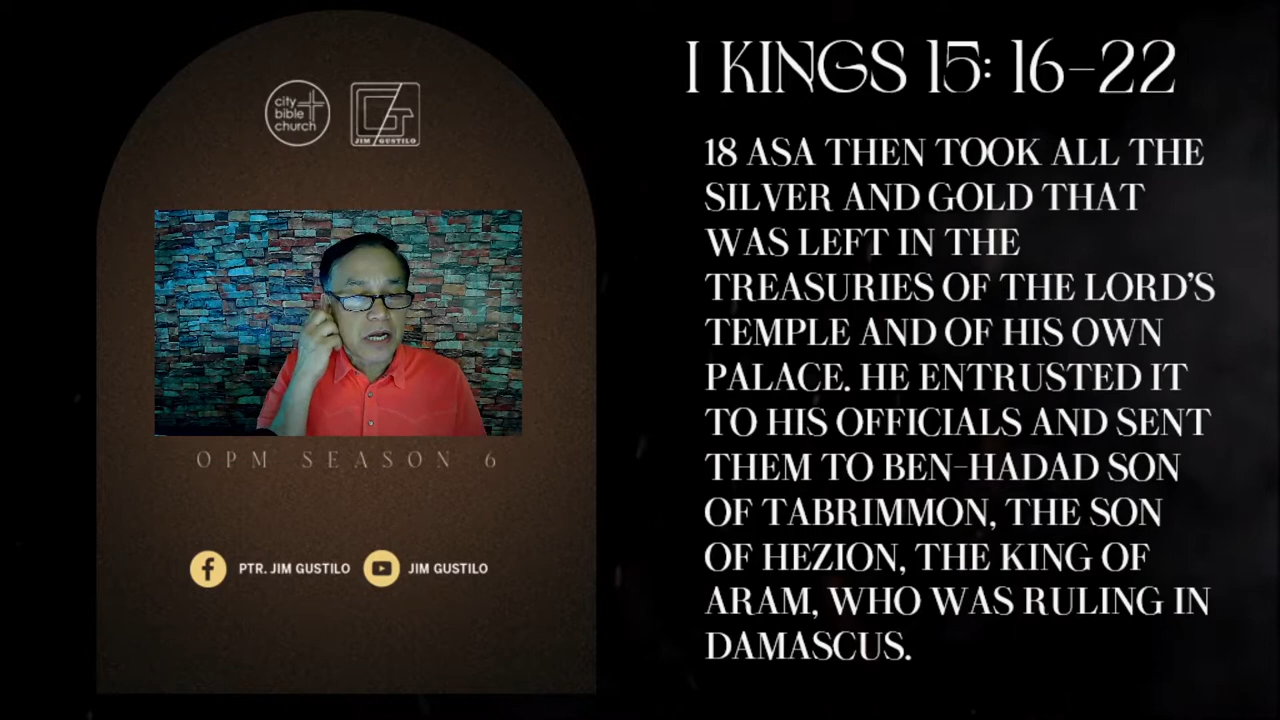 city
bible
church
JIM GUSTILO
OPM SEASON 6
PTR. JIM GUSTILO
JIM GUSTILO
I KINGS 15: 16-22
18 ASA THEN TOOK ALL THE
SILVER AND GOLD THAT
WAS LEFT IN THE
TREASURIES OF THE LORD'S
TEMPLE AND OF HIS OWN
PALACE. HE ENTRUSTED IT
TO HIS OFFICIALS AND SENT
THEM TO BEN-HADAD SON
OF TABRIMMON, THE SON
OF HEZION, THE KING OF
ARAM, WHO WAS RULING IN
DAMASCUS.